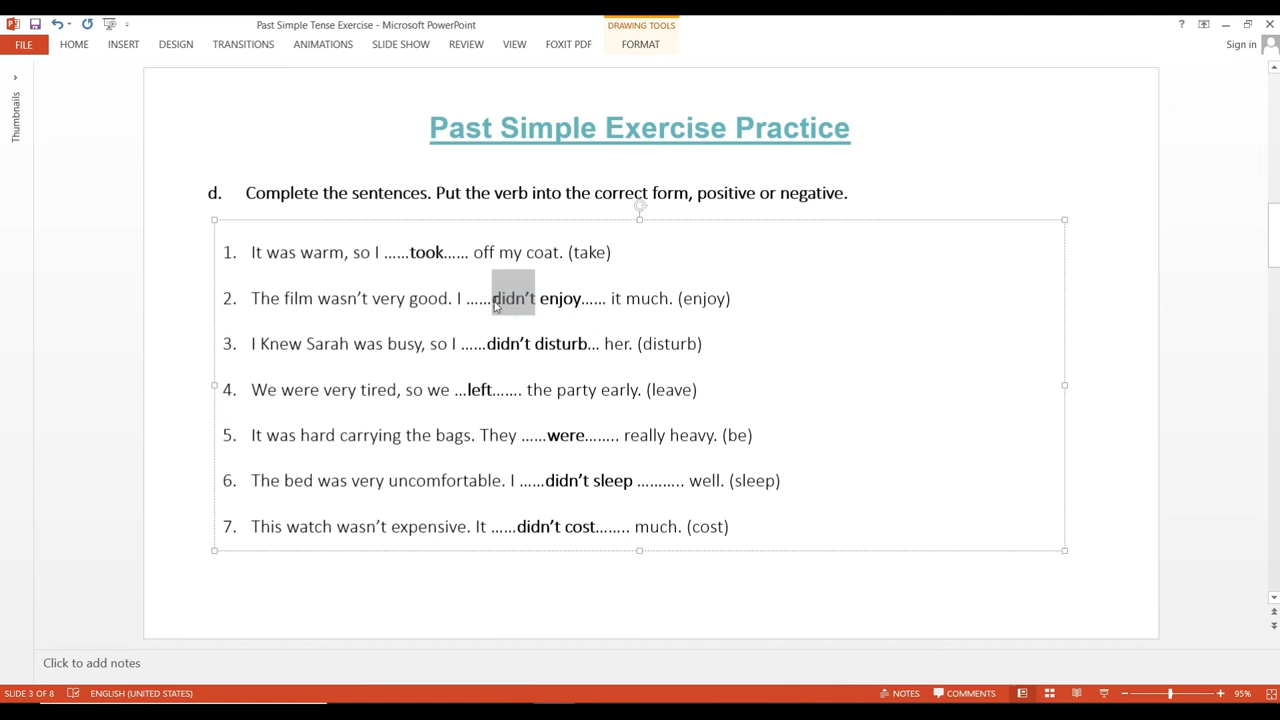 Past Simple Tense Exercise - Microsoft PowerPoint
DRAWING TOOLS
?
FILE HOME INSERT DESIGN TRANSITIONS ANIMATIONS SLIDE SHOW REVIEW VIEW FOXIT PDF FORMAT
Sign in
Thumbnails
Past Simple Exercise Practice
d. Complete the sentences. Put the verb into the correct form, positive or negative.
1. It was warm, so I ……took…… off my coat. (take)
2. The film wasn’t very good. I ……didn’t enjoy…… it much. (enjoy)
3. I Knew Sarah was busy, so I ……didn’t disturb… her. (disturb)
4. We were very tired, so we …left……. the party early. (leave)
5. It was hard carrying the bags. They ……were…….. really heavy. (be)
6. The bed was very uncomfortable. I ……didn’t sleep ……….. well. (sleep)
7. This watch wasn’t expensive. It ……didn’t cost…….. much. (cost)
Click to add notes
SLIDE 3 OF 8 ENGLISH (UNITED STATES) NOTES COMMENTS 95%